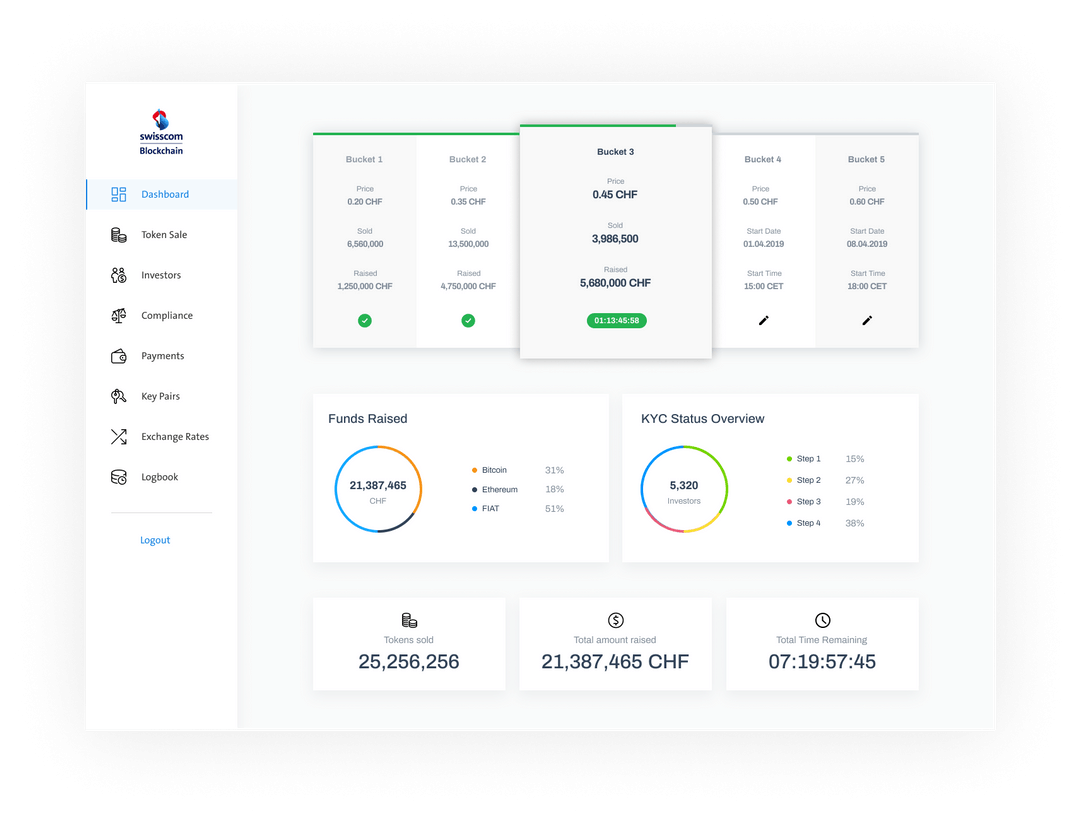 swisscom
Blockchain
Dashboard
Token Sale
Investors
Compliance
Payments
Key Pairs
Exchange Rates
Logbook
Logout
Bucket 1
Price
0.20 CHF
Sold
6,560,000
Raised
1,250,000 CHF
Bucket 2
Price
0.35 CHF
Sold
13,500,000
Raised
4,750,000 CHF
Bucket 3
Price
0.45 CHF
Sold
3,986,500
Raised
5,680,000 CHF
01:13:45:58
Bucket 4
Price
0.50 CHF
Start Date
01.04.2019
Start Time
15:00 CET
Bucket 5
Price
0.60 CHF
Start Date
08.04.2019
Start Time
18:00 CET
Funds Raised
21,387,465
CHF
Bitcoin 31%
Ethereum 18%
FIAT 51%
KYC Status Overview
5,320
Investors
Step 1 15%
Step 2 27%
Step 3 19%
Step 4 38%
Tokens sold
25,256,256
Total amount raised
21,387,465 CHF
Total Time Remaining
07:19:57:45